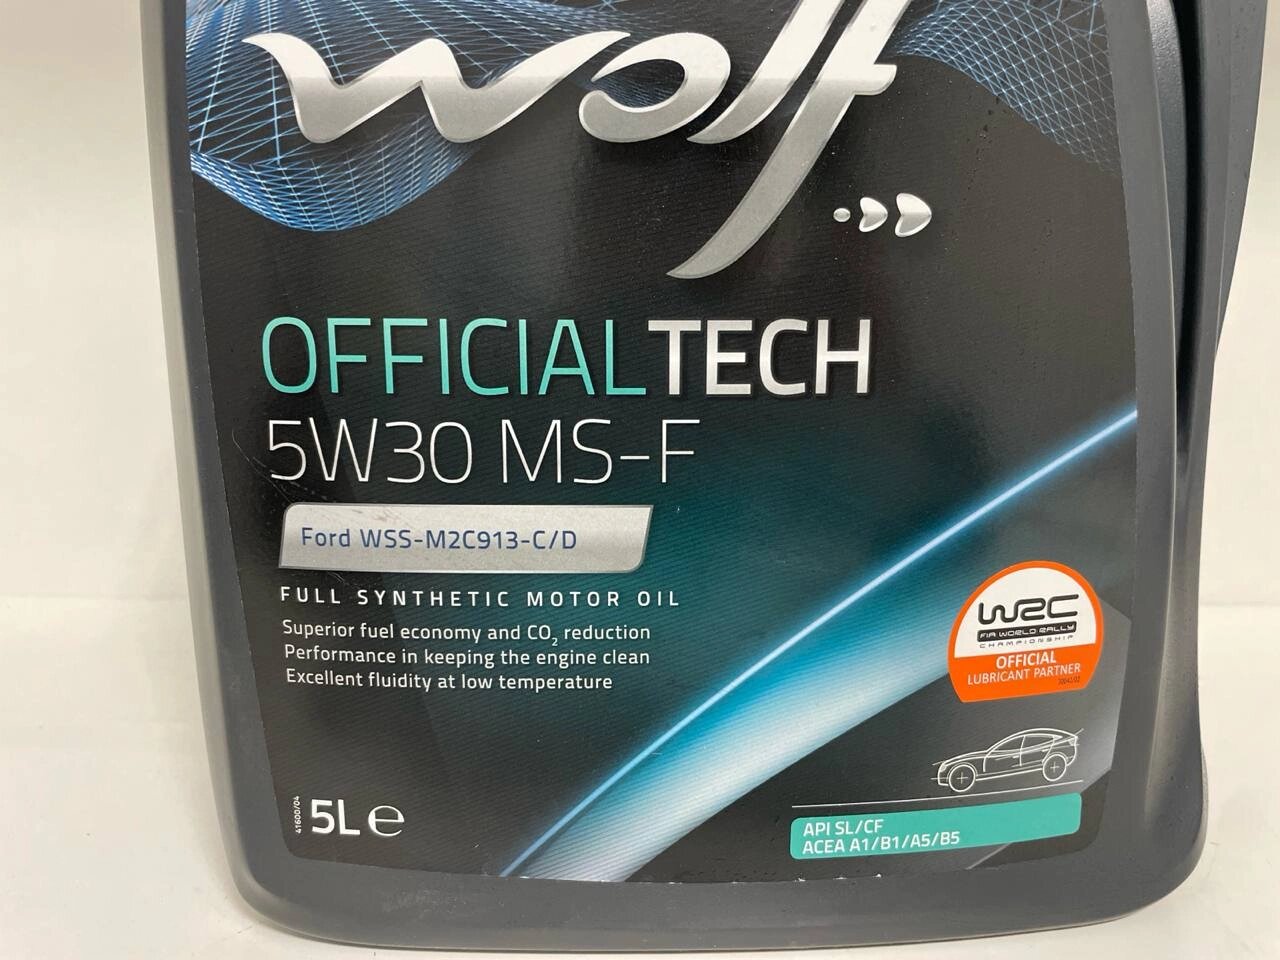 wolf
OFFICIALTECH
5W30 MS-F
Ford WSS-M2C913-C/D
FULL SYNTHETIC MOTOR OIL
Superior fuel economy and CO₂ reduction
Performance in keeping the engine clean
Excellent fluidity at low temperature
WRC
FIA WORLD RALLY
CHAMPIONSHIP
OFFICIAL
LUBRICANT PARTNER
41600/04
5L ℮
API SL/CF
ACEA A1/B1/A5/B5